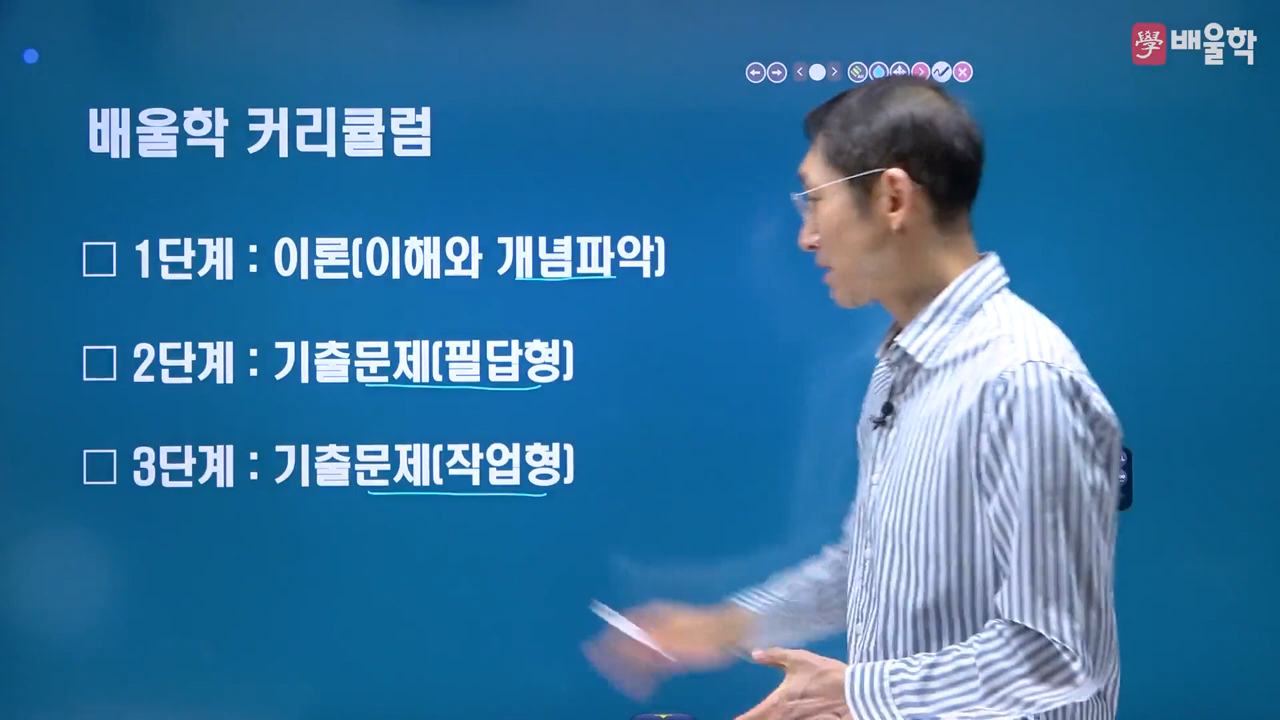 學 배울학
배울학 커리큘럼
□ 1단계 : 이론(이해와 개념파악)
□ 2단계 : 기출문제(필답형)
□ 3단계 : 기출문제(작업형)